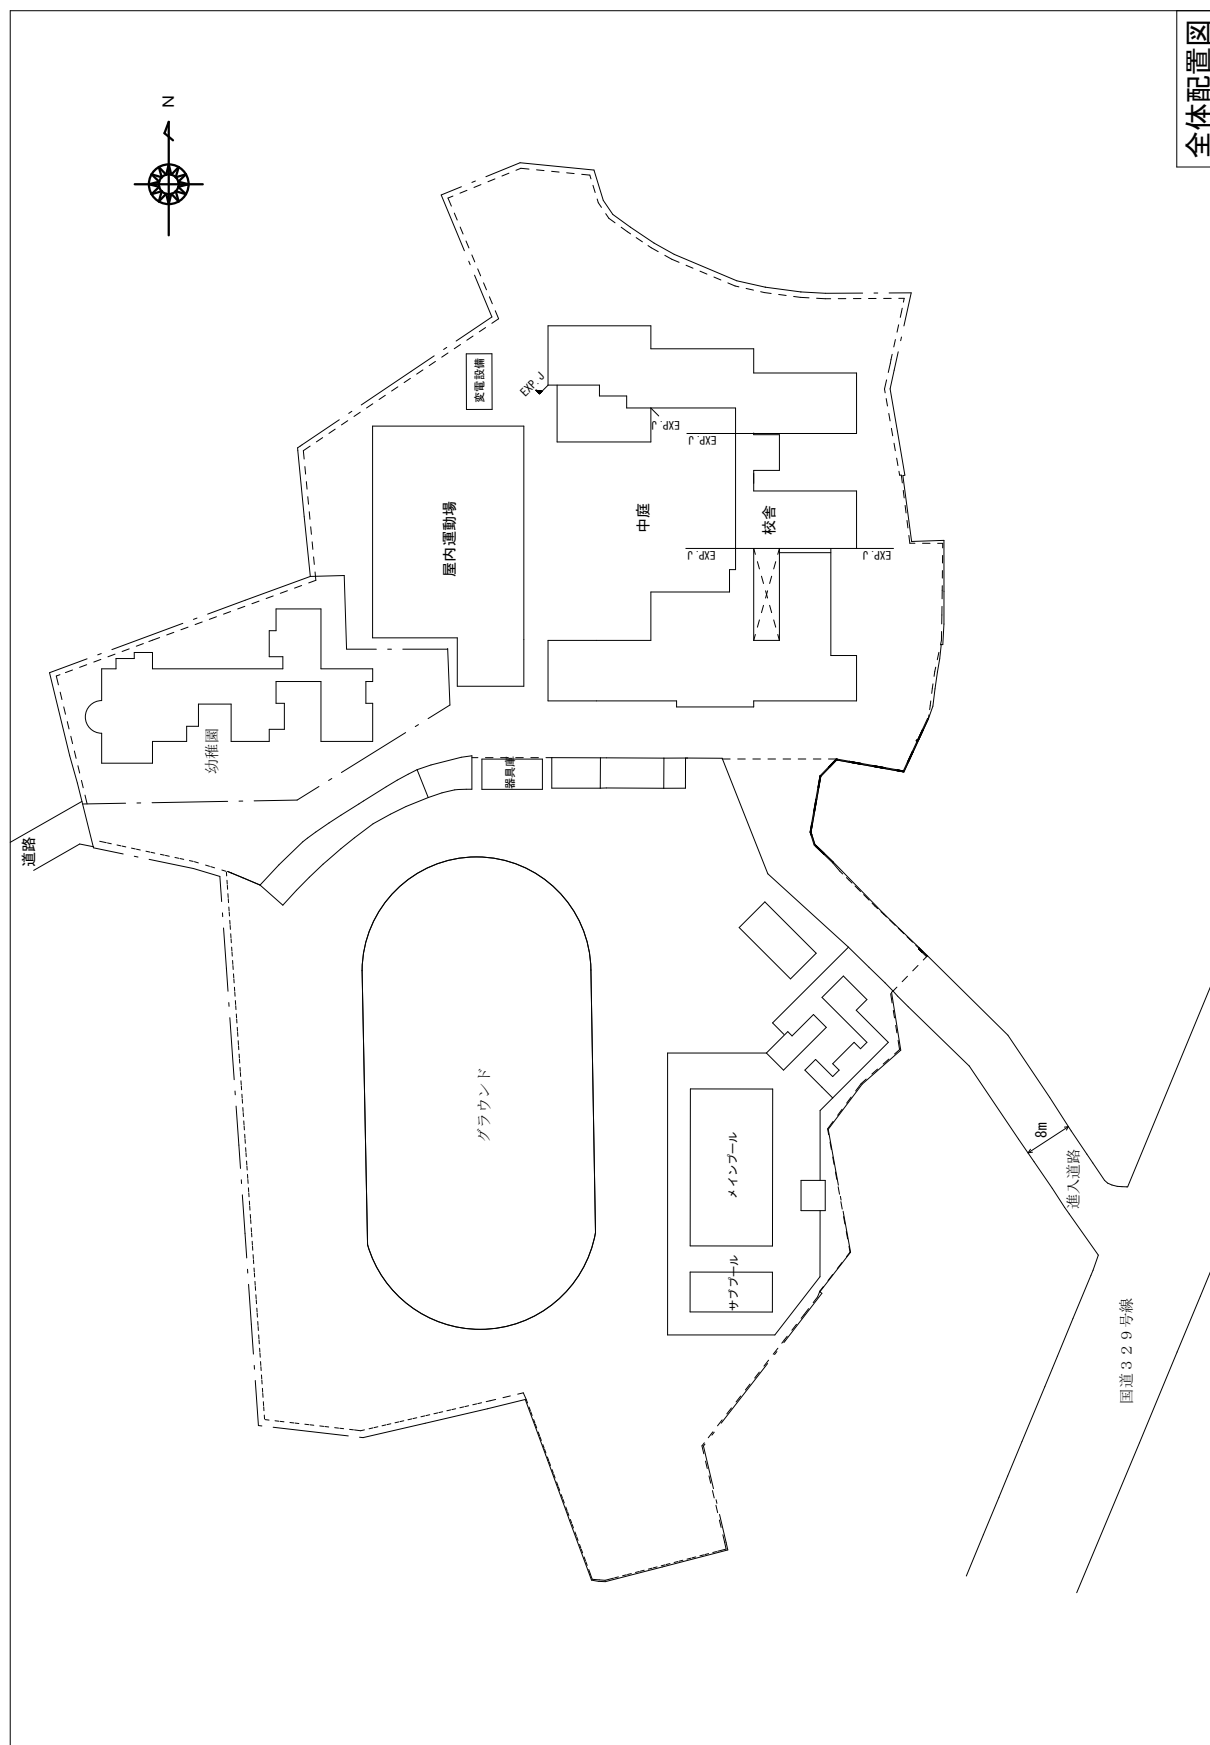 全体配置図
N
変電設備
EXP.J
EXP.J
EXP.J
屋内運動場
中庭
校舎
EXP.J
EXP.J
幼稚園
器具庫
道路
グラウンド
メインプール
サブプール
8m
進入道路
国道329号線